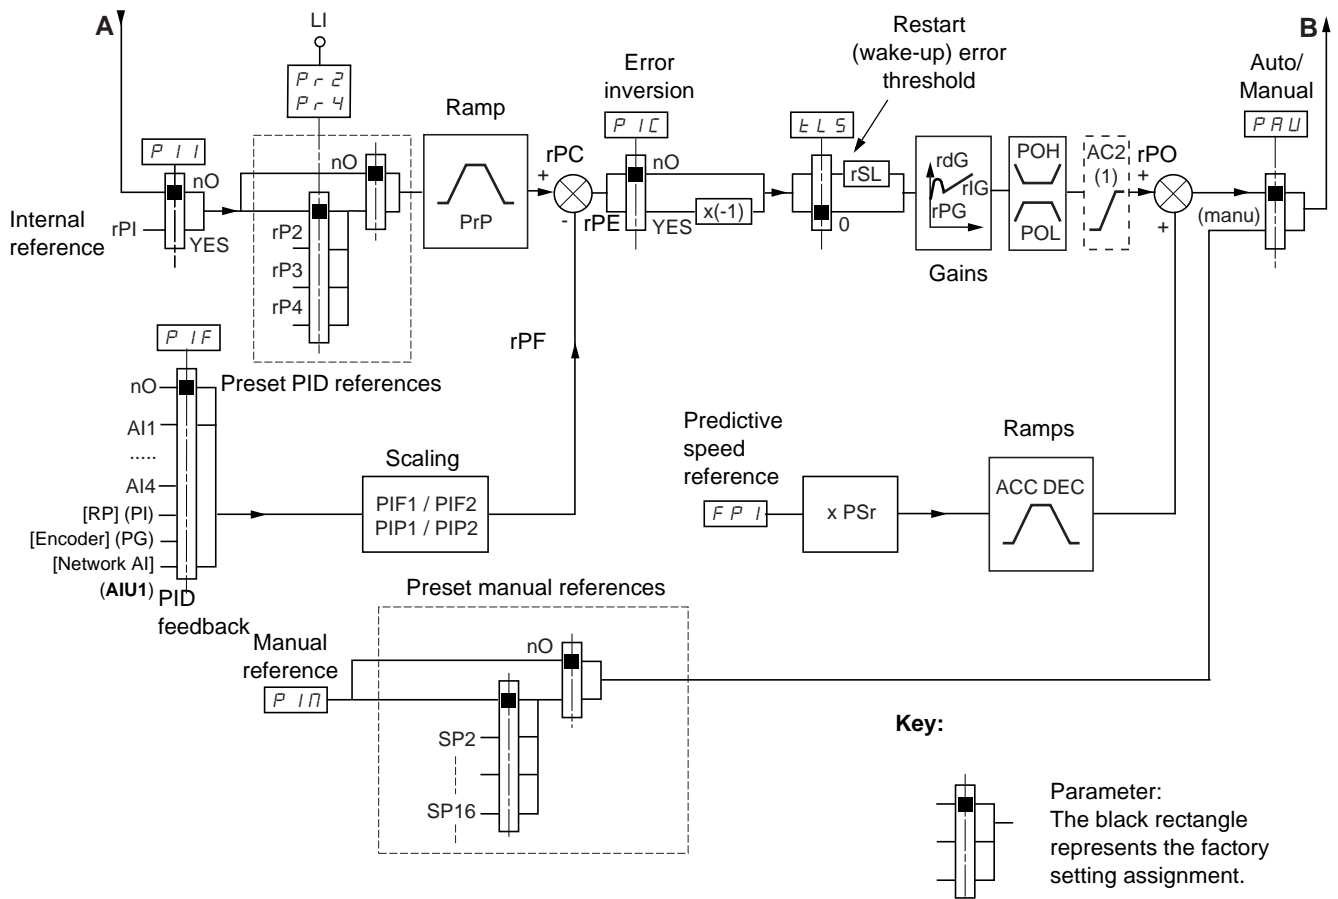 A
LI
Pr2
Pr4
Restart
(wake-up) error
threshold
B
Error
inversion
Auto/
Manual
Ramp
PII
PIC
tLS
PAU
nO
nO
rPC
nO
rSL
rdG
rIG
rPG
POH
POL
AC2
(1)
rPO
+
+
Internal
reference
rPI
YES
rP2
rP3
rP4
PrP
-
rPE
YES
x(-1)
0
Gains
+
(manu)
PIF
rPF
nO
Preset PID references
AI1
.....
AI4
[RP] (PI)
[Encoder] (PG)
[Network AI]
(AIU1)
PID
feedback
Scaling
PIF1 / PIF2
PIP1 / PIP2
Predictive
speed
reference
FPI
x PSr
Ramps
ACC DEC
Preset manual references
Manual
reference
PIM
nO
SP2
SP16
Key:
Parameter:
The black rectangle
represents the factory
setting assignment.